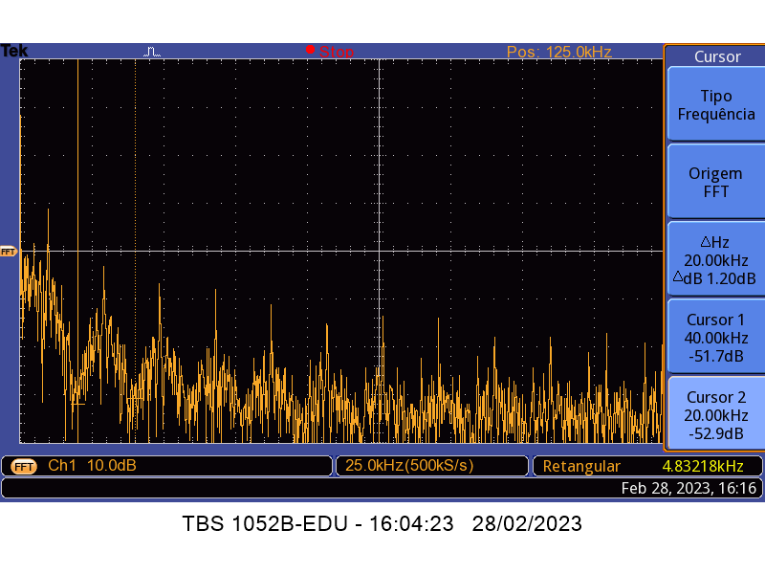 Tek Stop Pos: 125.0kHz
Cursor
Tipo
Frequência
Origem
FFT
△Hz
20.00kHz
△dB 1.20dB
Cursor 1
40.00kHz
-51.7dB
Cursor 2
20.00kHz
-52.9dB
FFT
FFT Ch1 10.0dB 25.0kHz(500kS/s) Retangular 4.83218kHz
Feb 28, 2023, 16:16
TBS 1052B-EDU - 16:04:23 28/02/2023